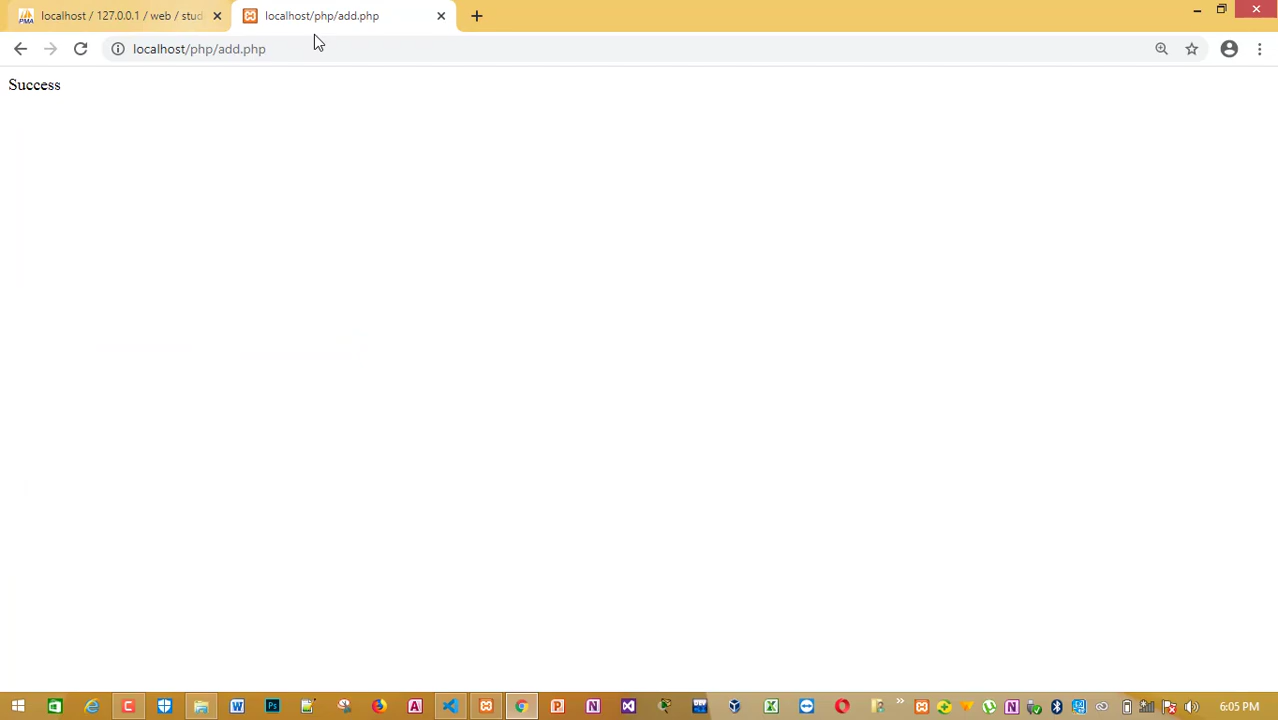 localhost / 127.0.0.1 / web / stud
localhost/php/add.php
localhost/php/add.php
Success
6:05 PM